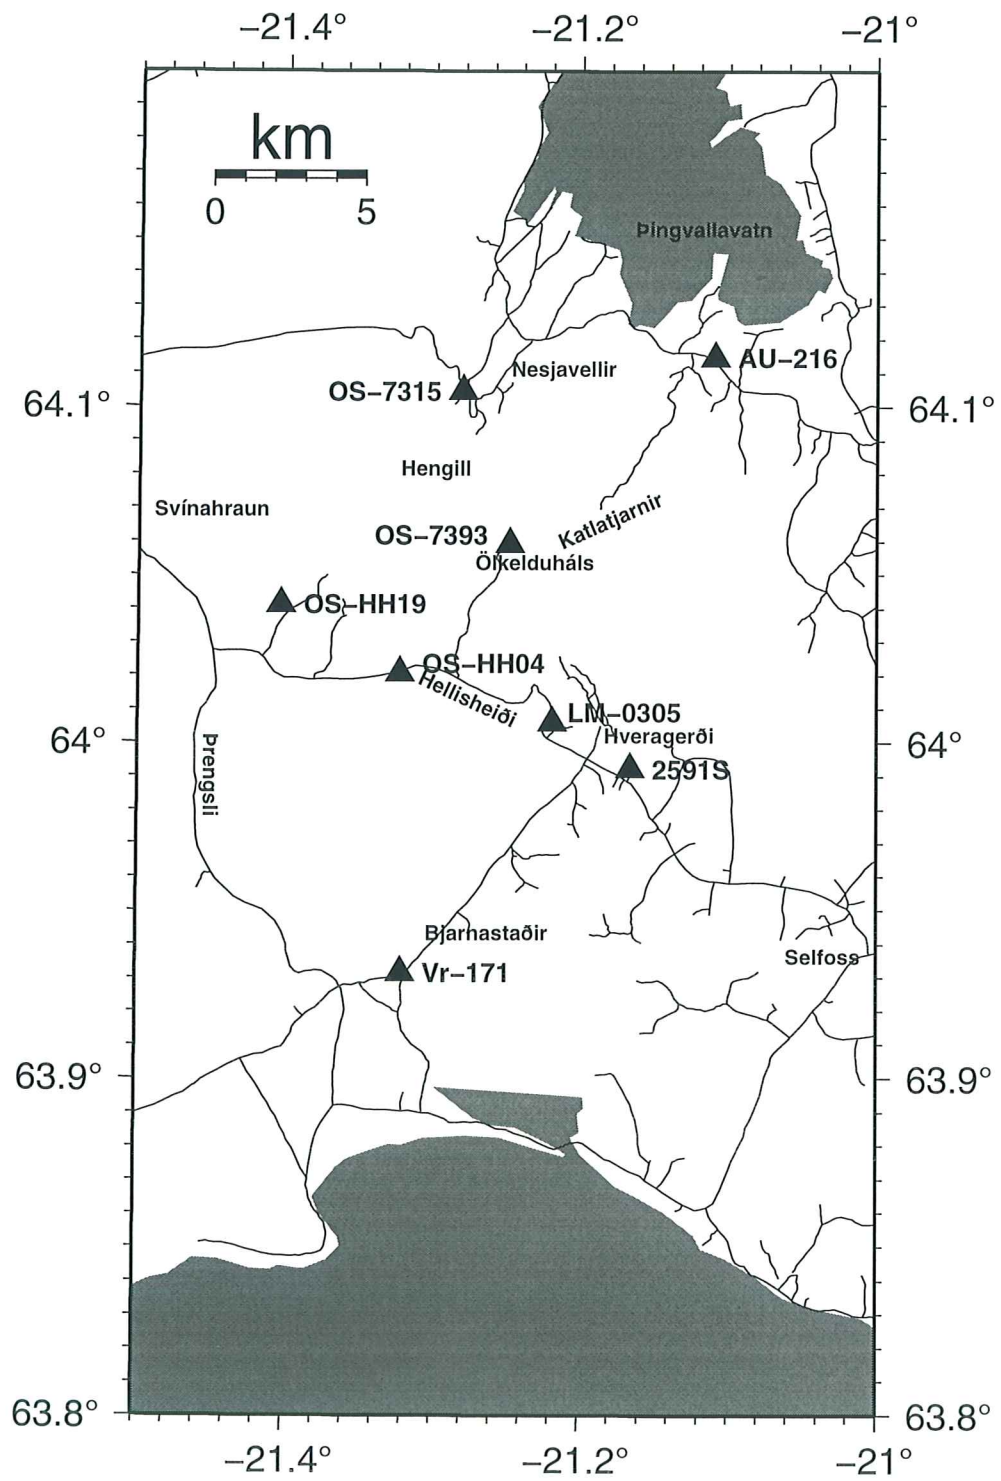 −21.4° −21.2° −21°
km
0 5
Þingvallavatn
AU−216
Nesjavellir
OS−7315
64.1° 64.1°
Hengill
Svínahraun
Katlatjarnir
OS−7393
Ölkelduháls
OS−HH19
OS−HH04
Hellisheiði
LM−0305
Hveragerði
64° 64°
2591S
Þrengsli
Bjarnastaðir
Selfoss
Vr−171
63.9° 63.9°
63.8° 63.8°
−21.4° −21.2° −21°